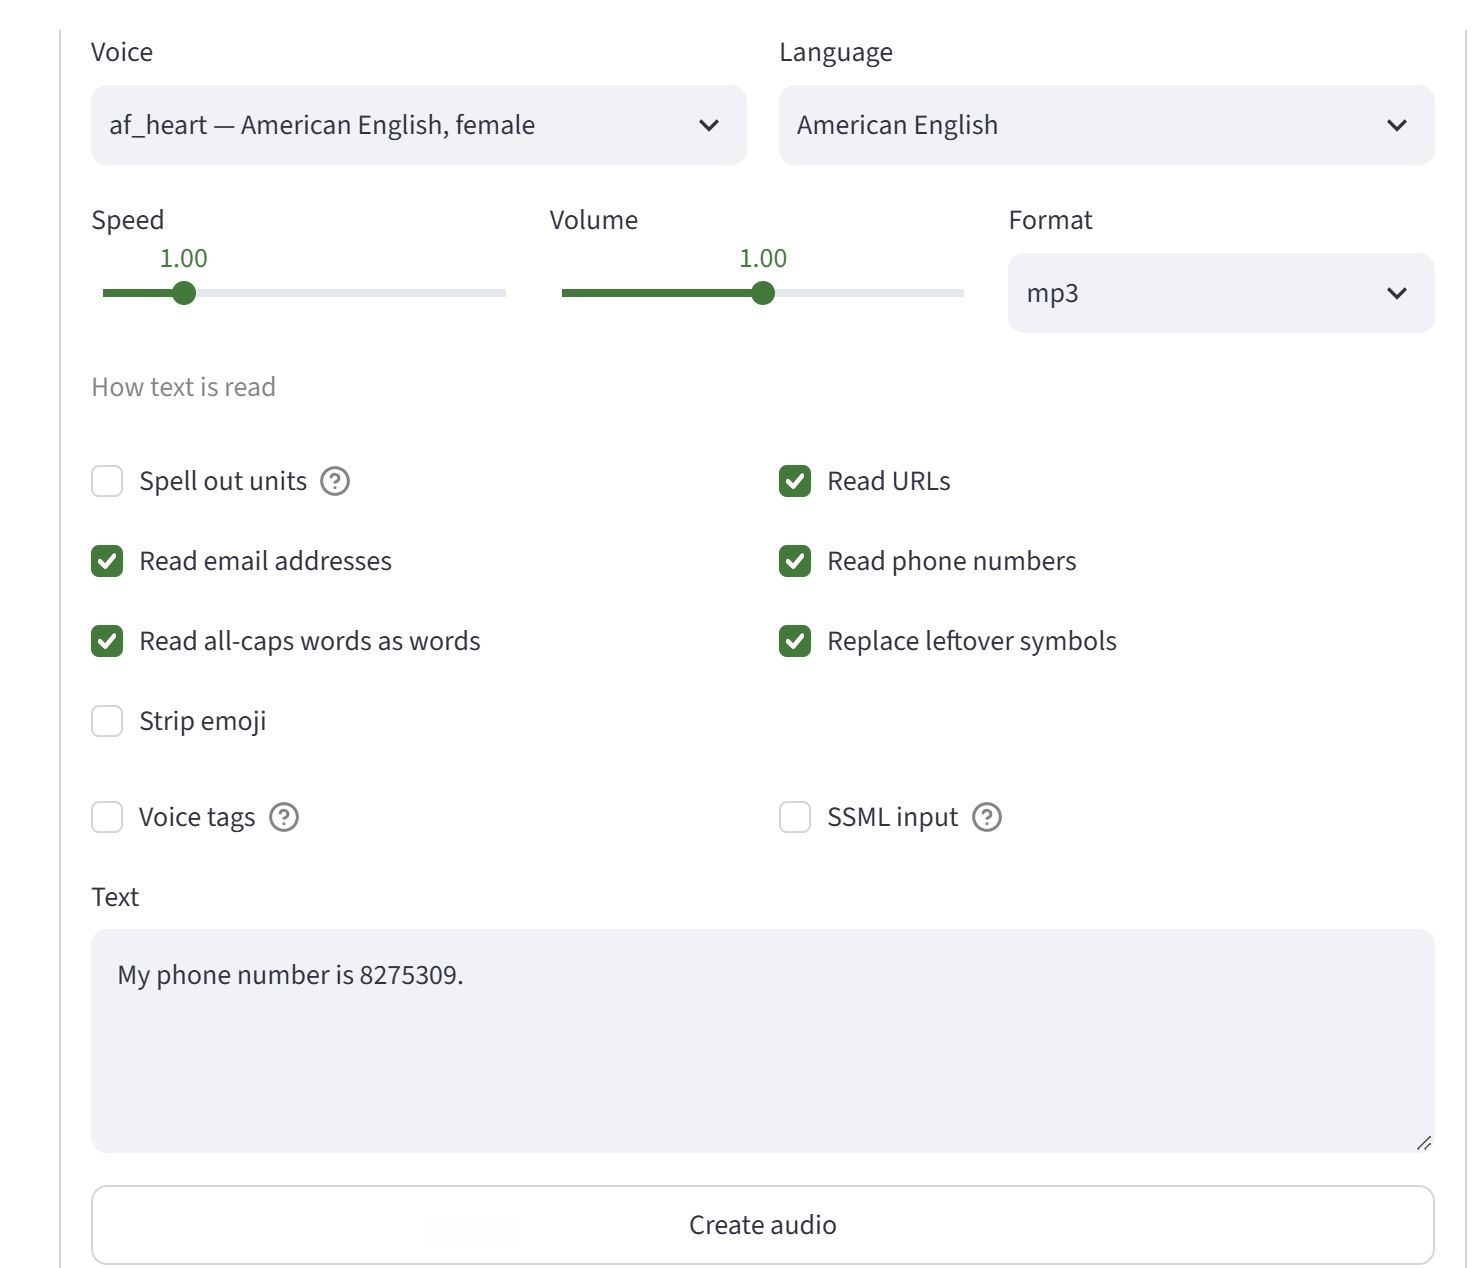 Voice
Language
af_heart — American English, female
American English
Speed
Volume
Format
1.00
1.00
mp3
How text is read
Spell out units
Read URLs
Read email addresses
Read phone numbers
Read all-caps words as words
Replace leftover symbols
Strip emoji
Voice tags
SSML input
Text
My phone number is 8275309.
Create audio